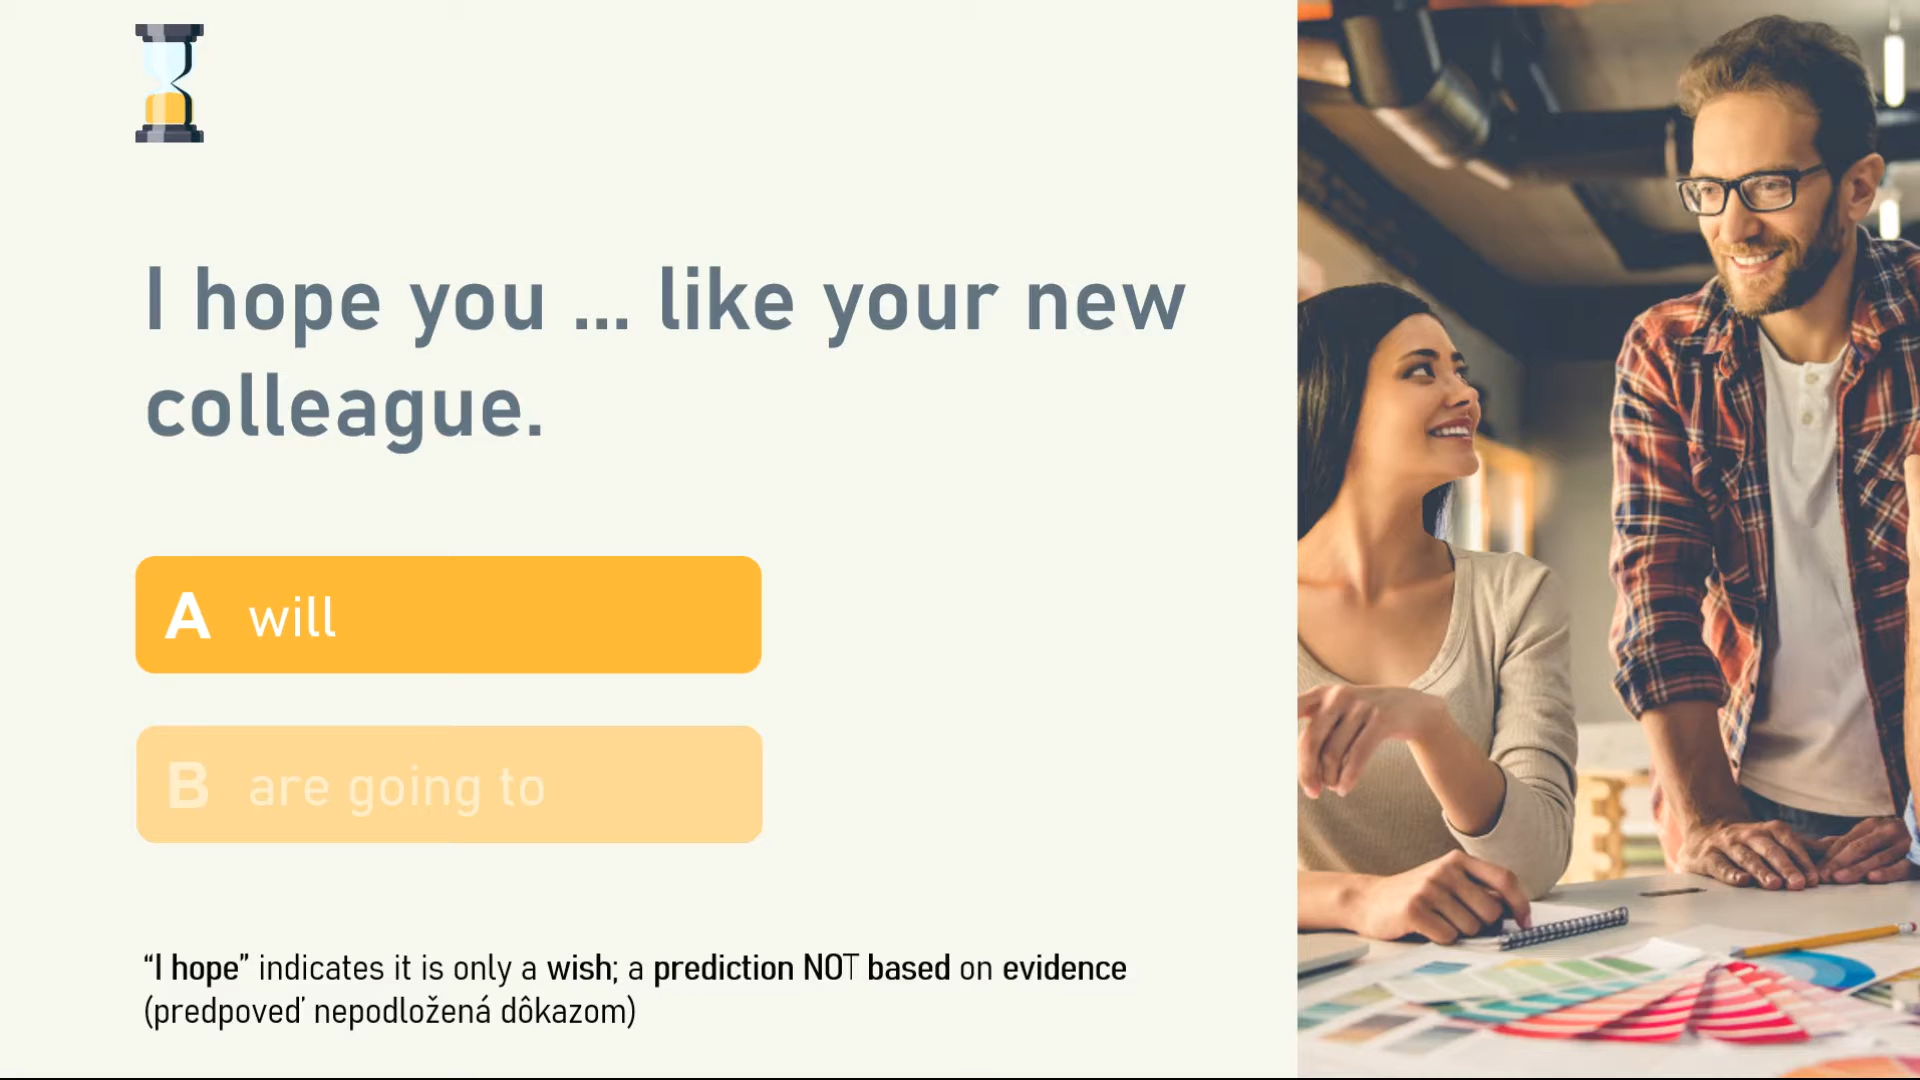 I hope you ... like your new
colleague.
A will
B are going to
“I hope” indicates it is only a wish; a prediction NOT based on evidence
(predpoveď nepodložená dôkazom)